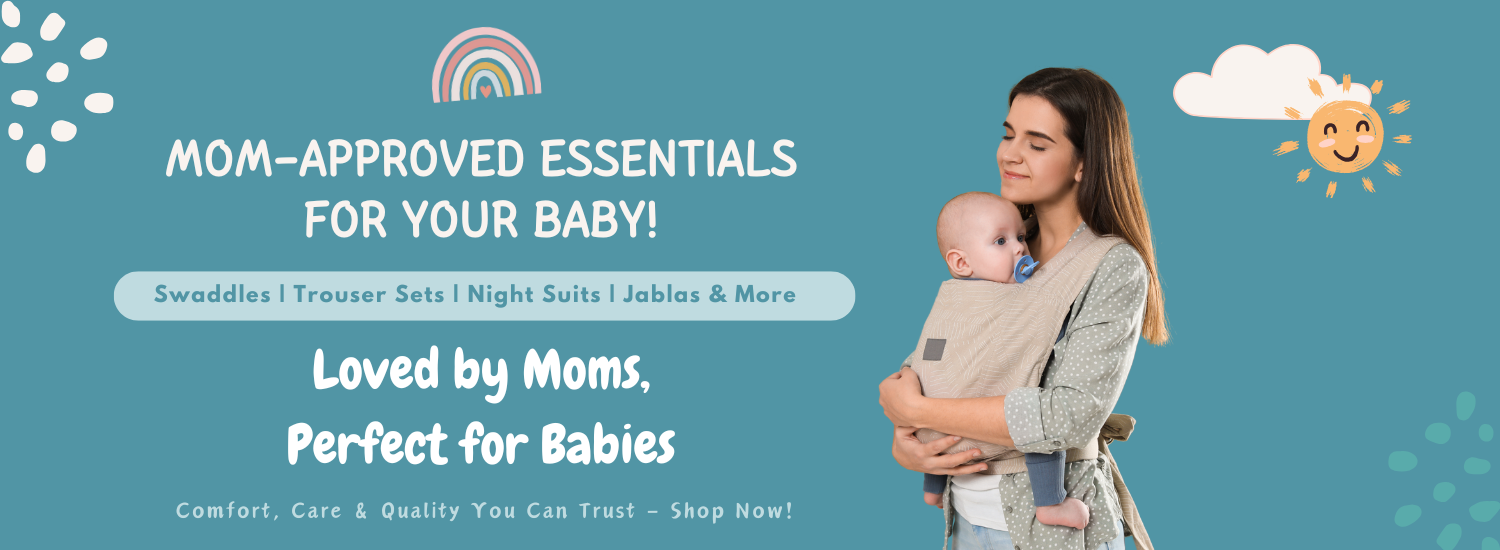 MOM-APPROVED ESSENTIALS
FOR YOUR BABY!
Swaddles | Trouser Sets | Night Suits | Jablas & More
Loved by Moms,
Perfect for Babies
Comfort, Care & Quality You Can Trust – Shop Now!